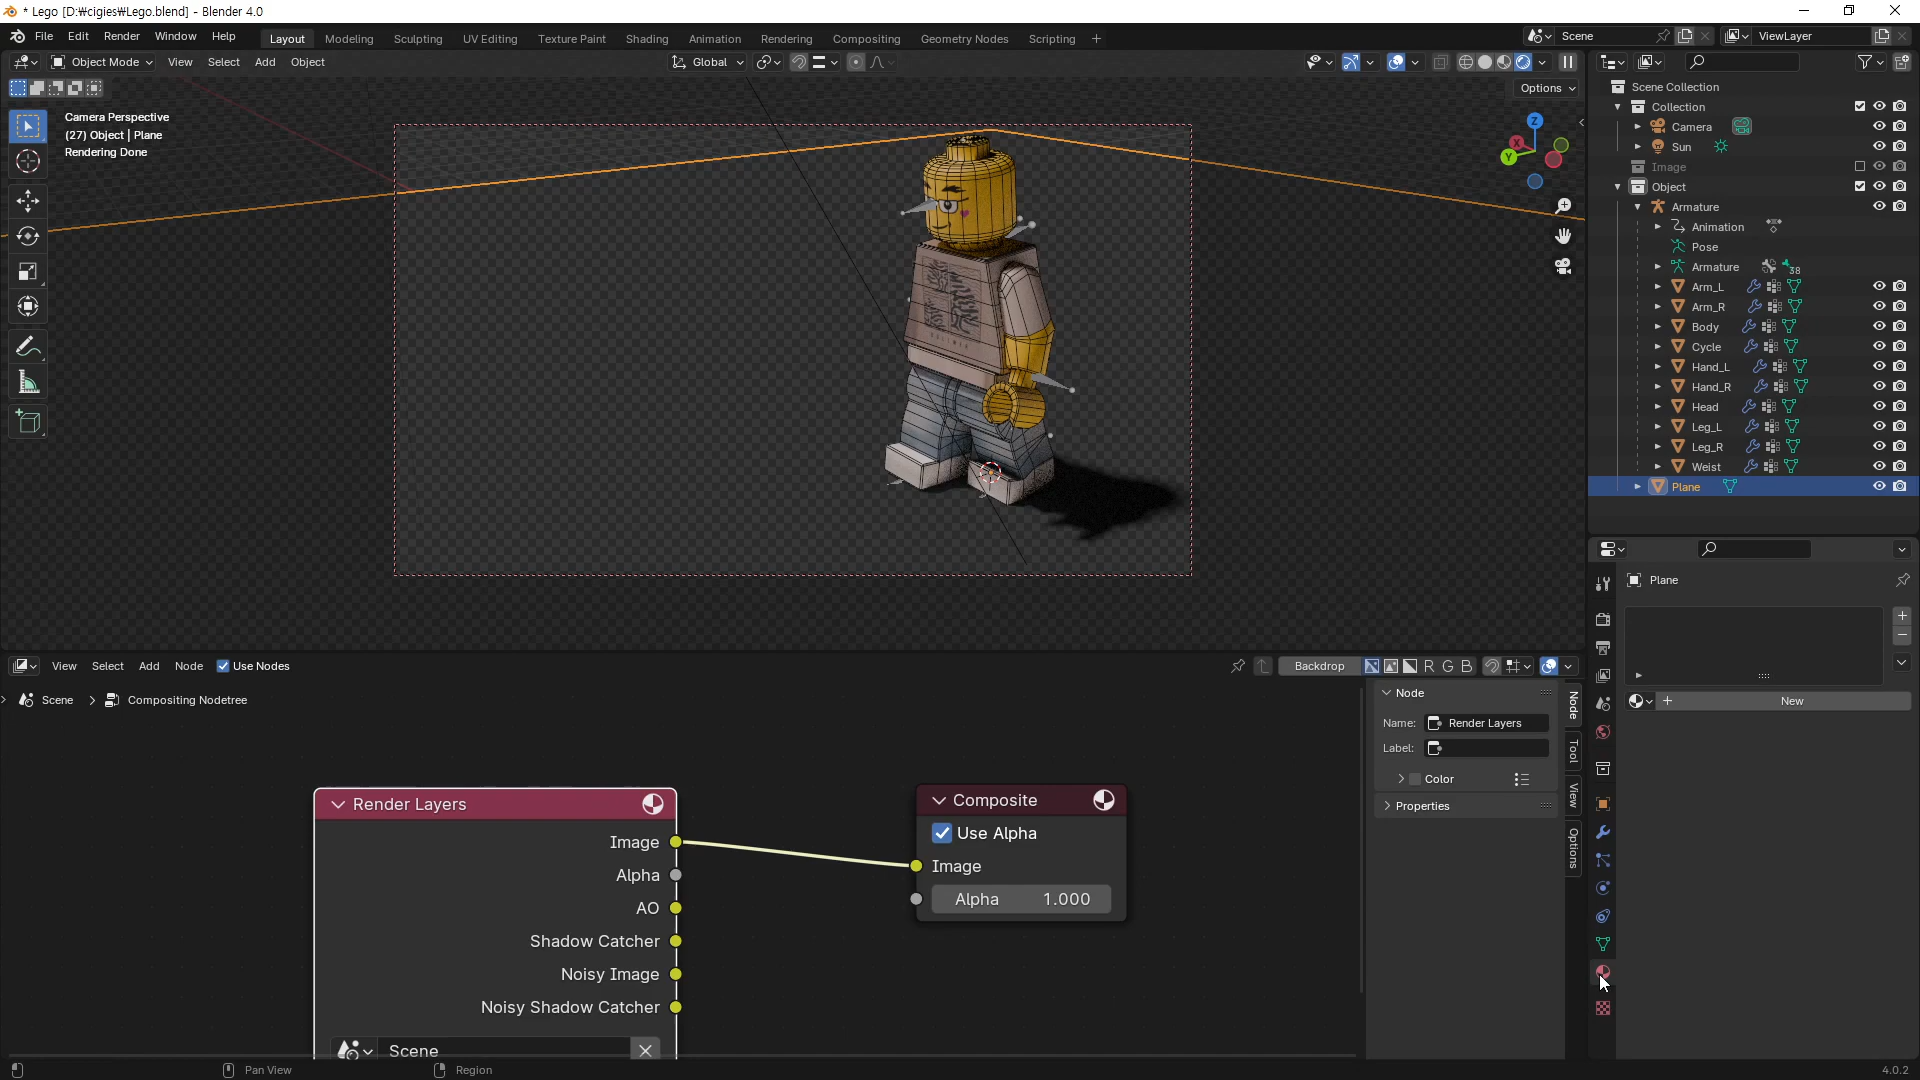 * Lego [D:₩cigies₩Lego.blend] - Blender 4.0
File Edit Render Window Help
Layout Modeling Sculpting UV Editing Texture Paint Shading Animation Rendering Compositing Geometry Nodes Scripting +
Scene
ViewLayer
Object Mode View Select Add Object
Global
Options
Camera Perspective
(27) Object | Plane
Rendering Done
Z
X
Y
Scene Collection
Collection
Camera
Sun
Image
Object
Armature
Animation
Pose
Armature 38
Arm_L
Arm_R
Body
Cycle
Hand_L
Hand_R
Head
Leg_L
Leg_R
Weist
Plane
Plane
New
View Select Add Node Use Nodes
Backdrop R G B
Scene > Compositing Nodetree
Render Layers
Image
Alpha
AO
Shadow Catcher
Noisy Image
Noisy Shadow Catcher
Scene
Composite
Use Alpha
Image
Alpha 1.000
Node
Name: Render Layers
Label:
Color
Properties
Node
Tool
View
Options
Pan View
Region
4.0.2